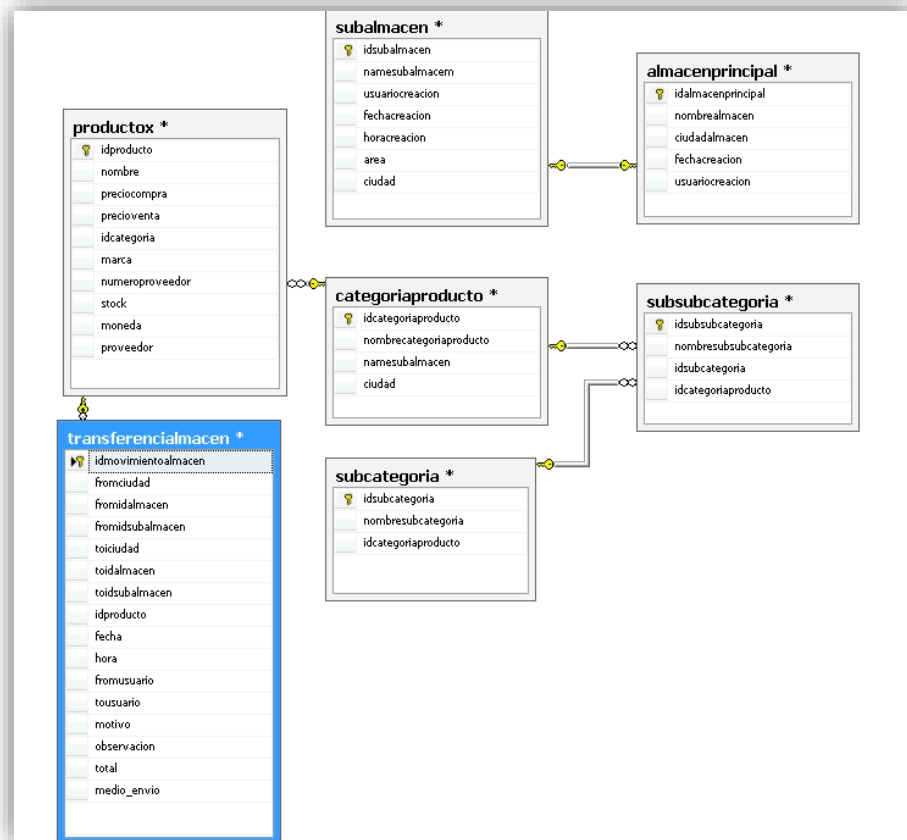 subalmacen *
idsubalmacen
namesubalmacem
usuariocreacion
fechacreacion
horacreacion
area
ciudad
almacenprincipal *
idalmacenprincipal
nombrealmacen
ciudadalmacen
fechacreacion
usuariocreacion
productox *
idproducto
nombre
preciocompra
precioventa
idcategoria
marca
numeroproveedor
stock
moneda
proveedor
categoriaproducto *
idcategoriaproducto
nombrecategoriaproducto
namesubalmacen
ciudad
subsubcategoria *
idsubsubcategoria
nombresubsubcategoria
idsubcategoria
idcategoriaproducto
transferencialmacen *
idmovimientoalmacen
fromciudad
fromidalmacen
fromidsubalmacen
toiciudad
toidalmacen
toidsubalmacen
idproducto
fecha
hora
fromusuario
tousuario
motivo
observacion
total
medio_envio
subcategoria *
idsubcategoria
nombresubcategoria
idcategoriaproducto